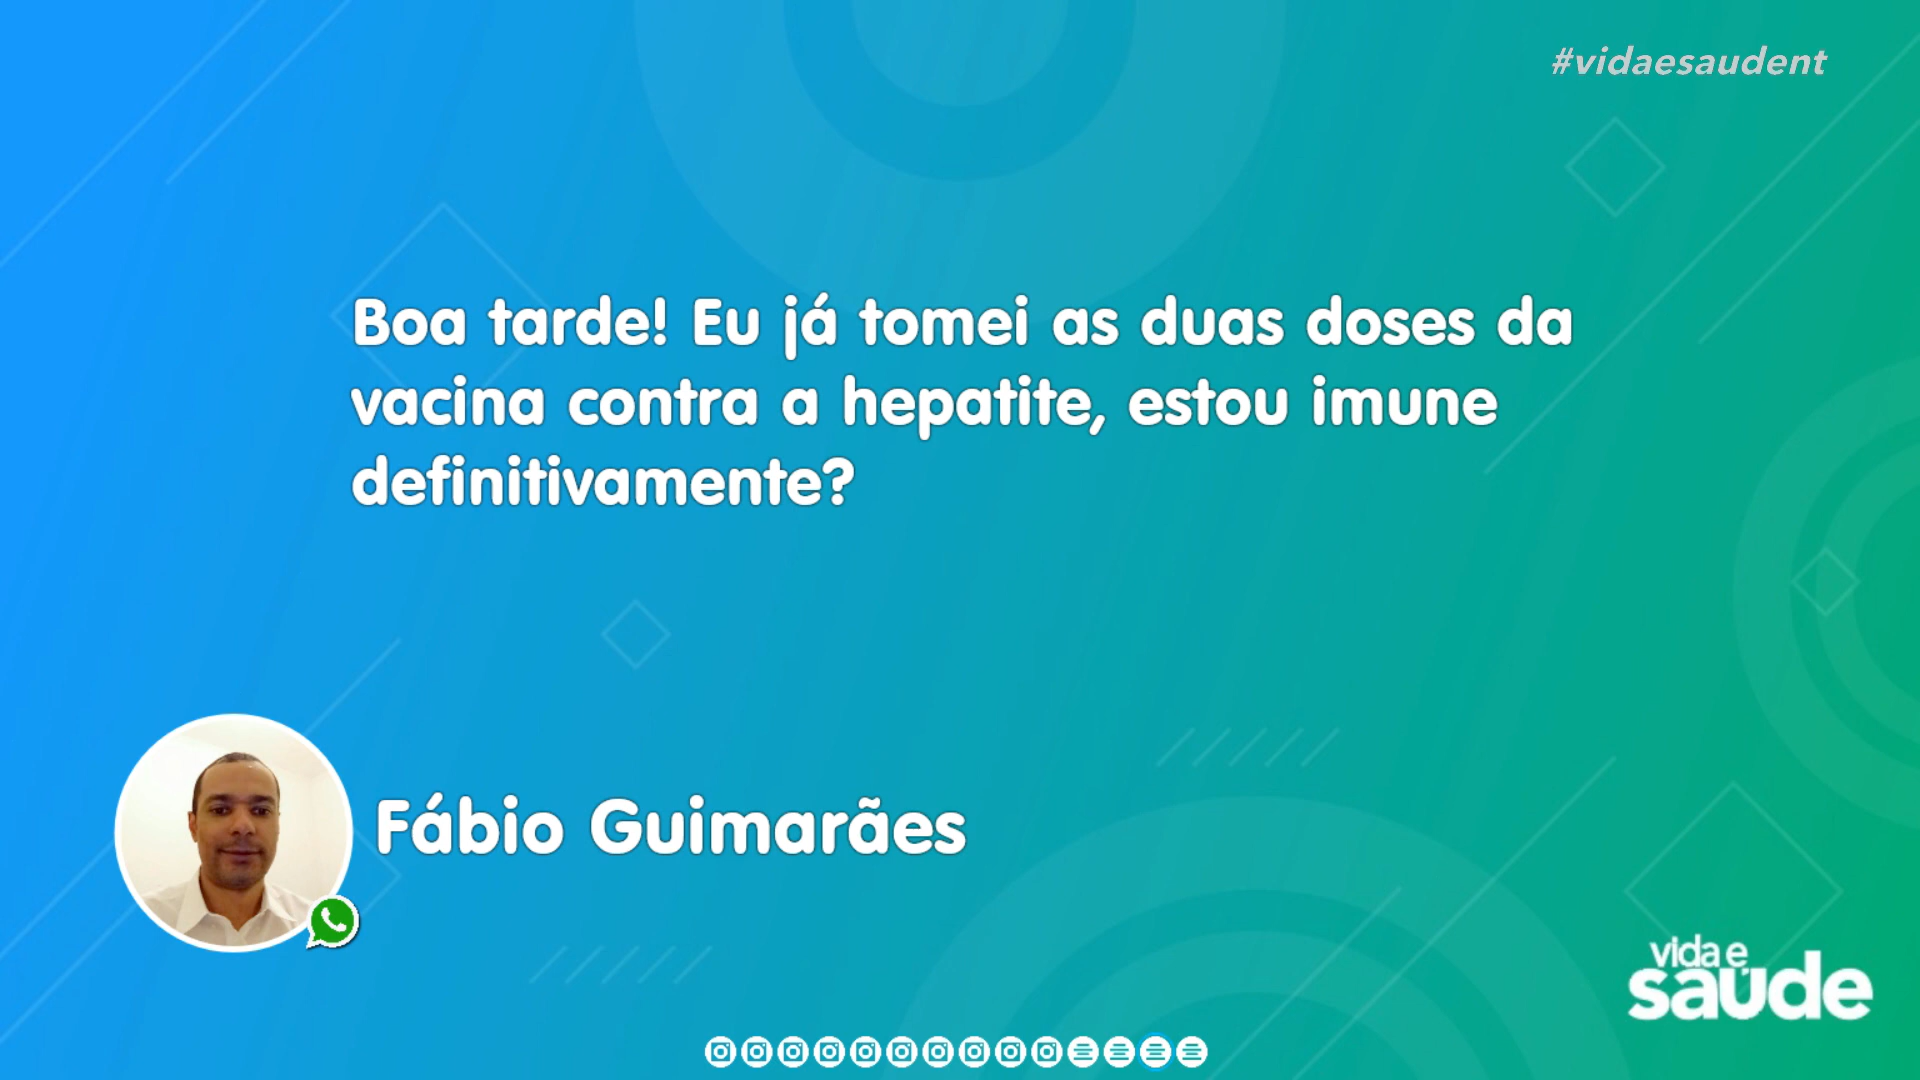 #vidaesaudent
Boa tarde! Eu já tomei as duas doses da
vacina contra a hepatite, estou imune
definitivamente?
Fábio Guimarães
vida e
saúde